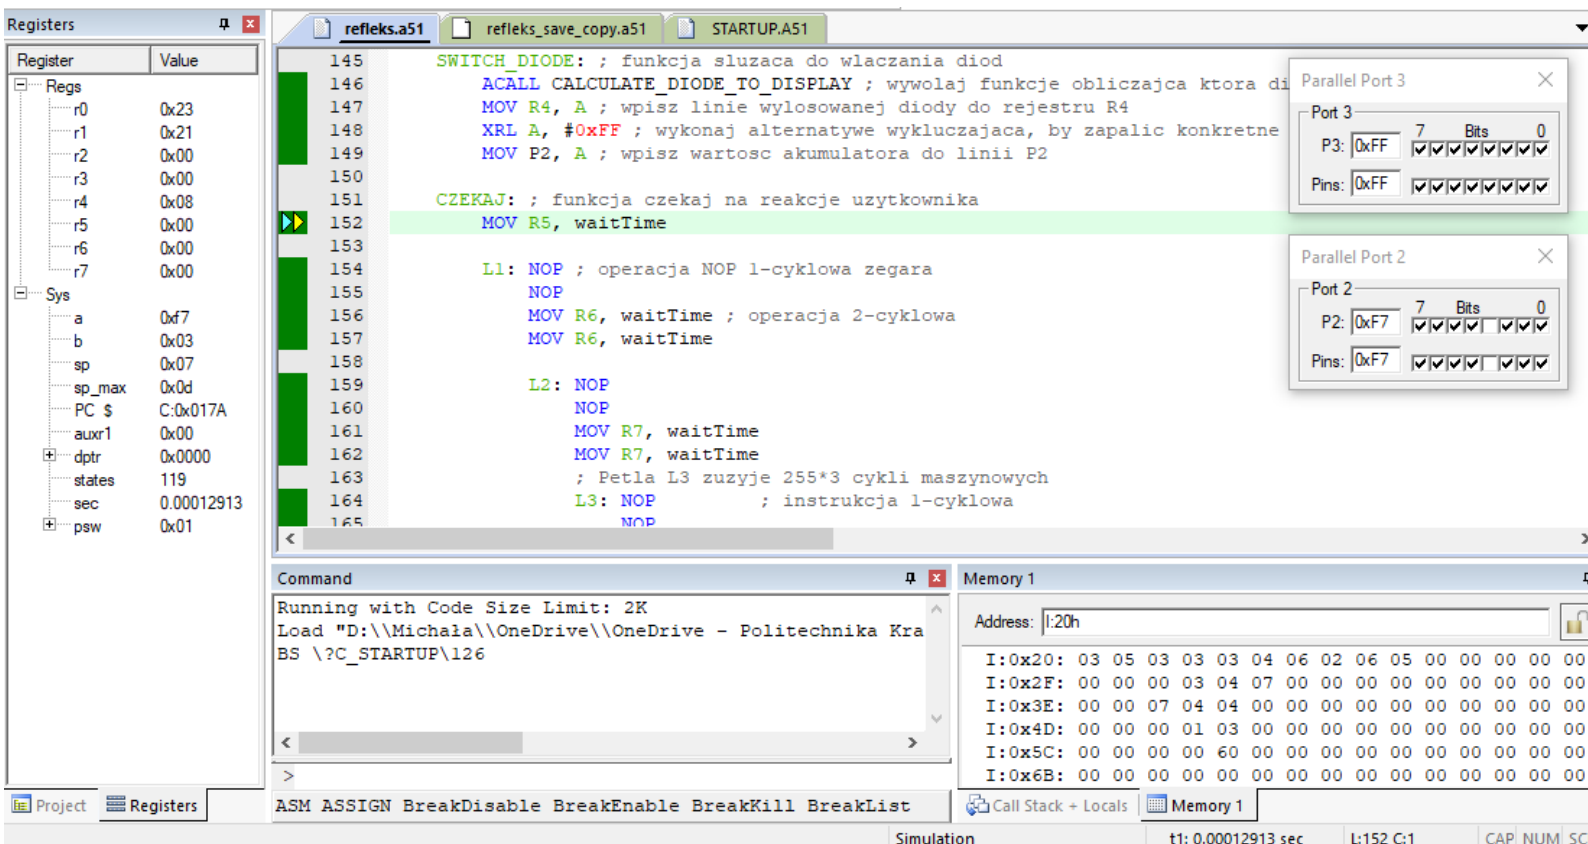 Registers
Register Value
Regs
r0 0x23
r1 0x21
r2 0x00
r3 0x00
r4 0x08
r5 0x00
r6 0x00
r7 0x00
Sys
a 0xf7
b 0x03
sp 0x07
sp_max 0x0d
PC $ C:0x017A
auxr1 0x00
dptr 0x0000
states 119
sec 0.00012913
psw 0x01
Project Registers
refleks.a51 refleks_save_copy.a51 STARTUP.A51
145 SWITCH_DIODE: ; funkcja sluzaca do wlaczania diod
146 ACALL CALCULATE_DIODE_TO_DISPLAY ; wywolaj funkcje obliczajca ktora di
147 MOV R4, A ; wpisz linie wylosowanej diody do rejestru R4
148 XRL A, #0xFF ; wykonaj alternatywe wykluczajaca, by zapalic konkretne
149 MOV P2, A ; wpisz wartosc akumulatora do linii P2
150
151 CZEKAJ: ; funkcja czekaj na reakcje uzytkownika
152 MOV R5, waitTime
153
154 L1: NOP ; operacja NOP 1-cyklowa zegara
155 NOP
156 MOV R6, waitTime ; operacja 2-cyklowa
157 MOV R6, waitTime
158
159 L2: NOP
160 NOP
161 MOV R7, waitTime
162 MOV R7, waitTime
163 ; Petla L3 zuzyje 255*3 cykli maszynowych
164 L3: NOP ; instrukcja 1-cyklowa
165 NOP
Parallel Port 3
Port 3
7 Bits 0
P3: 0xFF
Pins: 0xFF
Parallel Port 2
Port 2
7 Bits 0
P2: 0xF7
Pins: 0xF7
Command
Running with Code Size Limit: 2K
Load "D:\\Michała\\OneDrive\\OneDrive - Politechnika Kra
BS \?C_STARTUP\126
>
ASM ASSIGN BreakDisable BreakEnable BreakKill BreakList
Memory 1
Address: I:20h
I:0x20: 03 05 03 03 03 04 06 02 06 05 00 00 00 00 00
I:0x2F: 00 00 00 03 04 07 00 00 00 00 00 00 00 00 00
I:0x3E: 00 00 07 04 04 00 00 00 00 00 00 00 00 00 00
I:0x4D: 00 00 00 01 03 00 00 00 00 00 00 00 00 00 00
I:0x5C: 00 00 00 00 60 00 00 00 00 00 00 00 00 00 00
I:0x6B: 00 00 00 00 00 00 00 00 00 00 00 00 00 00 00
Call Stack + Locals Memory 1
Simulation t1: 0.00012913 sec L:152 C:1 CAP NUM SC